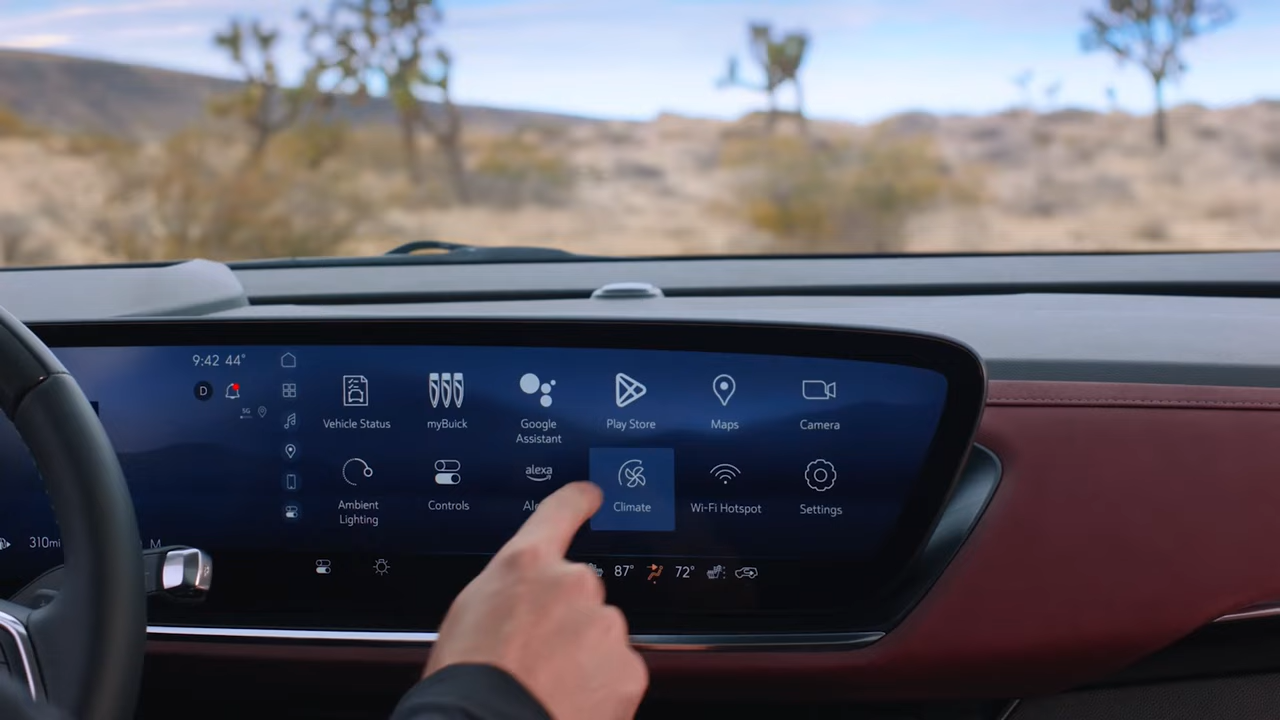 9:42 44°
D
5G
Vehicle Status
myBuick
Google
Assistant
Play Store
Maps
Camera
Ambient
Lighting
Controls
alexa
Climate
Wi-Fi Hotspot
Settings
310mi
M
87°
72°